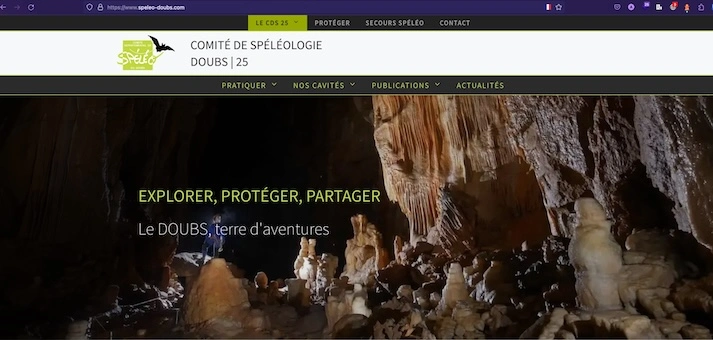 https://www.speleo-doubs.com
LE CDS 25 PROTÉGER SECOURS SPÉLÉO CONTACT
SPÉLÉO
COMITÉ DE SPÉLÉOLOGIE
DOUBS | 25
PRATIQUER NOS CAVITÉS PUBLICATIONS ACTUALITÉS
EXPLORER, PROTÉGER, PARTAGER
Le DOUBS, terre d'aventures